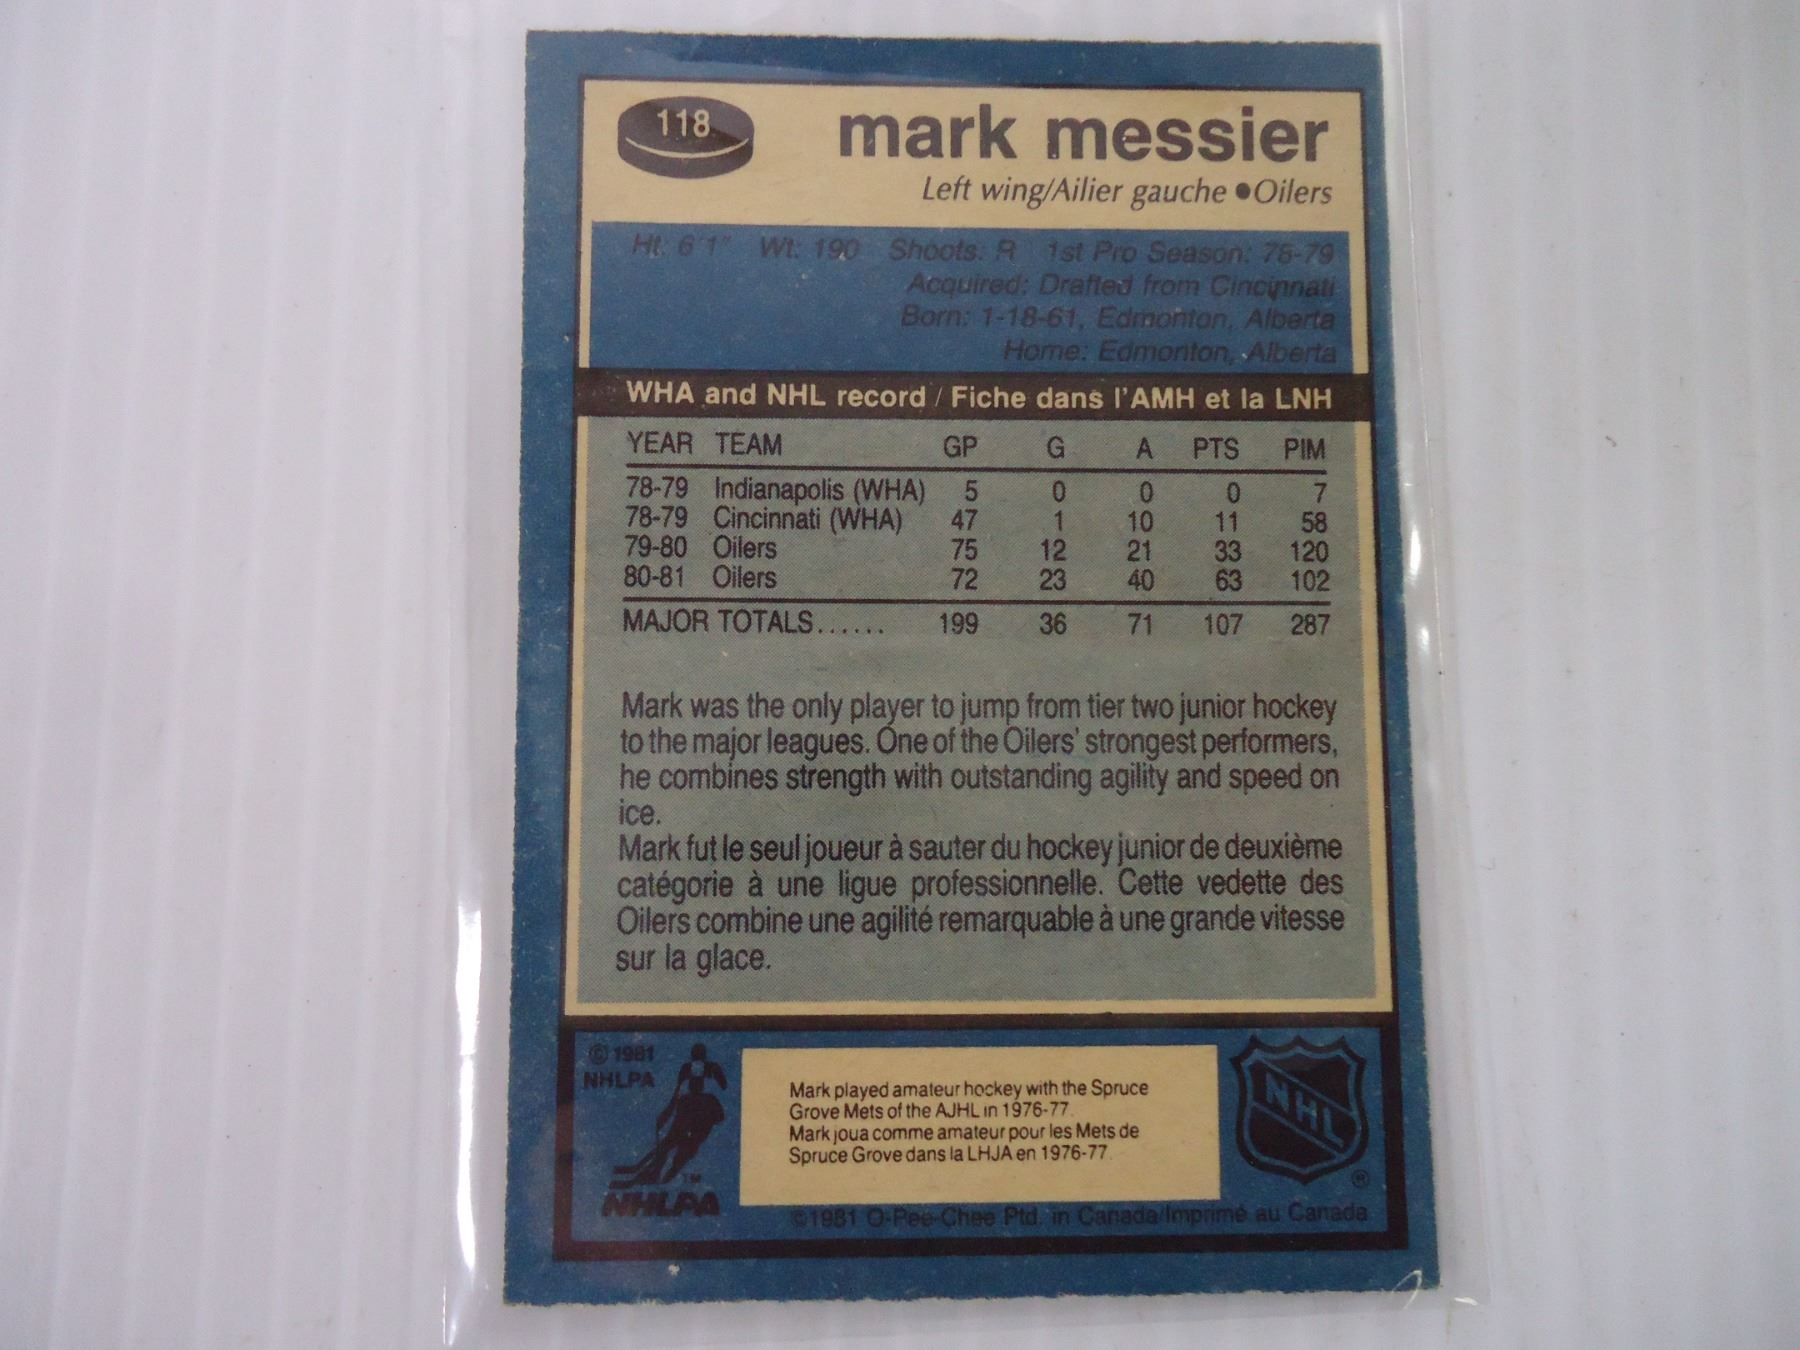 118
mark messier
Left wing/Ailier gauche ●Oilers
Ht: 6'1" Wt: 190 Shoots: R 1st Pro Season: 78-79
Acquired: Drafted from Cincinnati
Born: 1-18-61, Edmonton, Alberta
Home: Edmonton, Alberta
WHA and NHL record / Fiche dans l'AMH et la LNH
YEAR TEAM GP G A PTS PIM
78-79 Indianapolis (WHA) 5 0 0 0 7
78-79 Cincinnati (WHA) 47 1 10 11 58
79-80 Oilers 75 12 21 33 120
80-81 Oilers 72 23 40 63 102
MAJOR TOTALS...... 199 36 71 107 287
Mark was the only player to jump from tier two junior hockey
to the major leagues. One of the Oilers' strongest performers,
he combines strength with outstanding agility and speed on
ice.
Mark fut le seul joueur à sauter du hockey junior de deuxième
catégorie à une ligue professionnelle. Cette vedette des
Oilers combine une agilité remarquable à une grande vitesse
sur la glace.
© 1981
NHLPA
TM
NHLPA
Mark played amateur hockey with the Spruce
Grove Mets of the AJHL in 1976-77.
Mark joua comme amateur pour les Mets de
Spruce Grove dans la LHJA en 1976-77.
NHL
®
©1981 O-Pee-Chee Ptd. in Canada/Imprimé au Canada